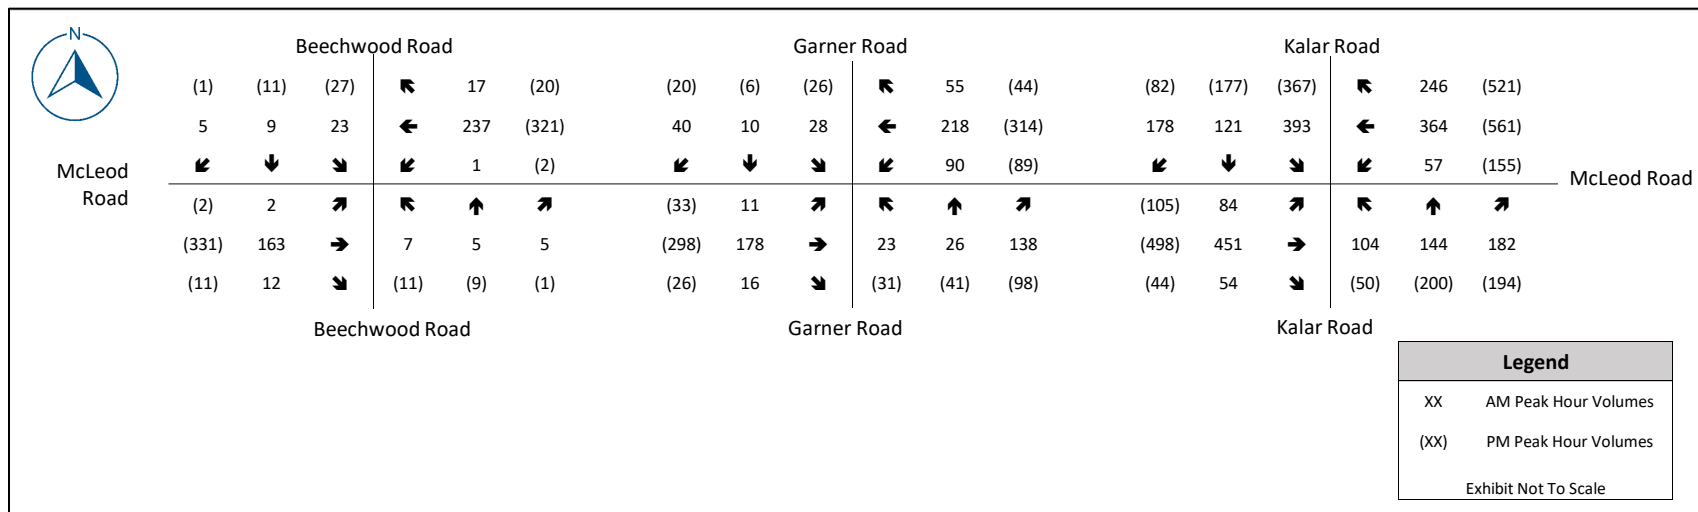 N
Beechwood Road Garner Road Kalar Road
(1) (11) (27) 17 (20) (20) (6) (26) 55 (44) (82) (177) (367) 246 (521)
5 9 23 237 (321) 40 10 28 218 (314) 178 121 393 364 (561)
1 (2) 90 (89) 57 (155)
McLeod
Road
McLeod Road
(2) 2 (33) 11 (105) 84
(331) 163 7 5 5 (298) 178 23 26 138 (498) 451 104 144 182
(11) 12 (11) (9) (1) (26) 16 (31) (41) (98) (44) 54 (50) (200) (194)
Beechwood Road Garner Road Kalar Road
Legend
XX AM Peak Hour Volumes
(XX) PM Peak Hour Volumes
Exhibit Not To Scale